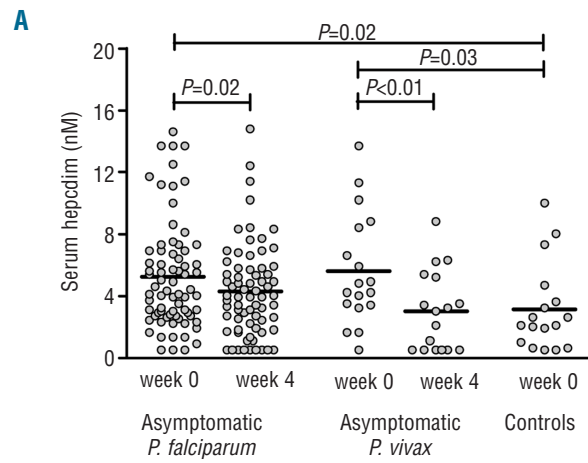 A
Serum hepcdim (nM)
20
16
12
8
4
0
P=0.02
P=0.03
P=0.02
P<0.01
week 0
week 4
week 0
week 4
week 0
Asymptomatic
P. falciparum
Asymptomatic
P. vivax
Controls